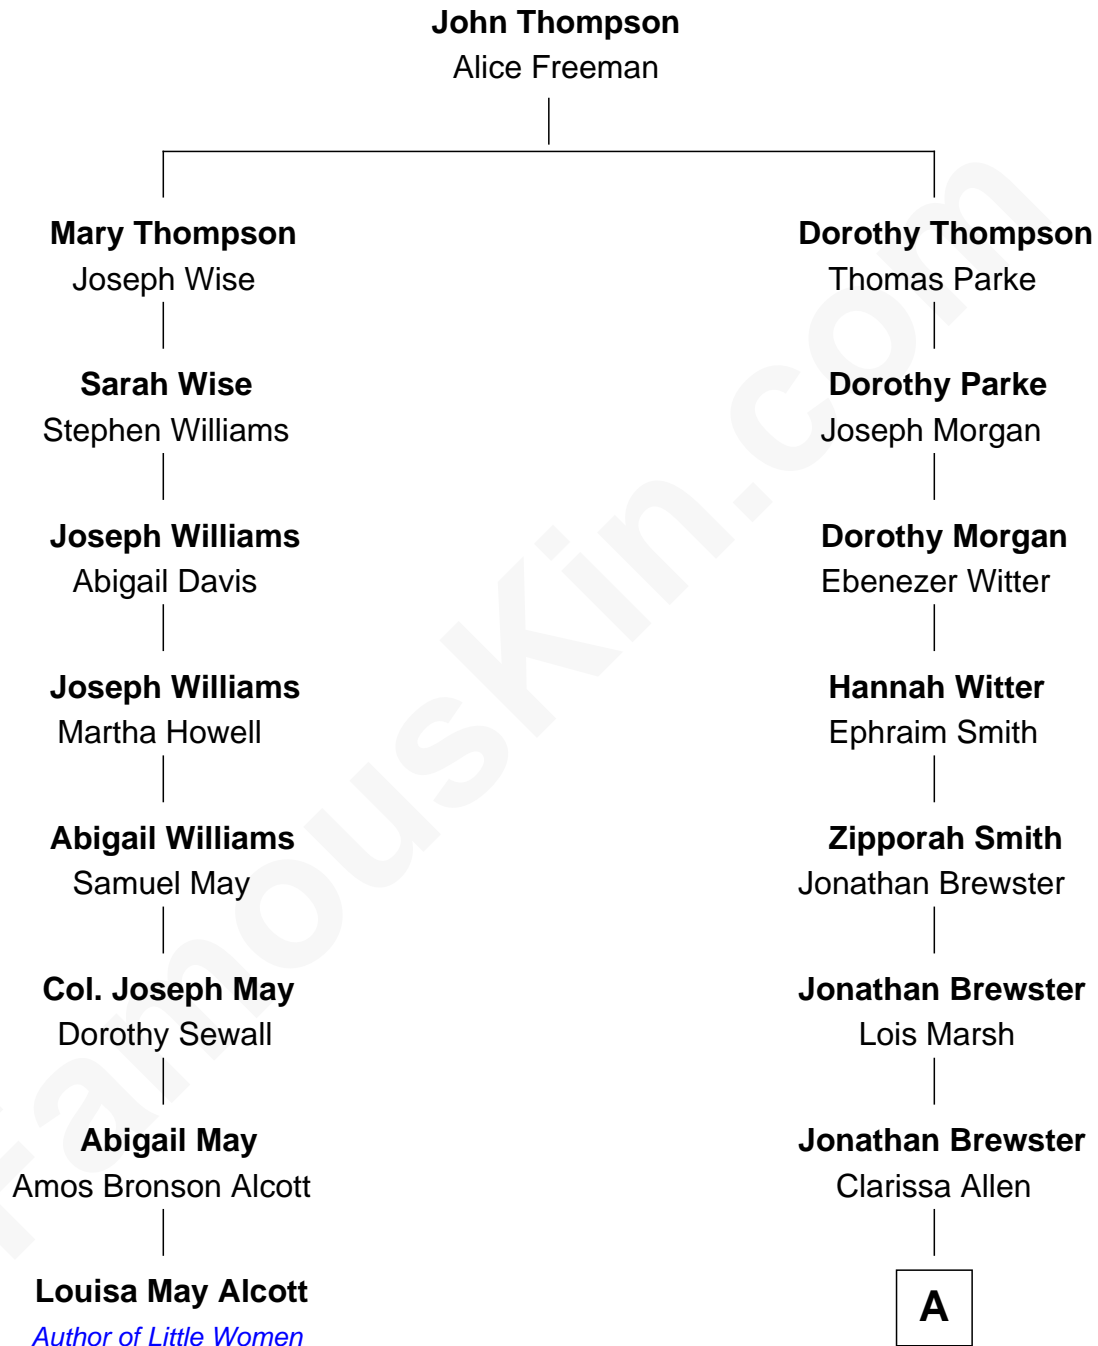 John Thompson
Alice Freeman
Mary Thompson
Joseph Wise
Dorothy Thompson
Thomas Parke
Sarah Wise
Stephen Williams
Dorothy Parke
Joseph Morgan
Joseph Williams
Abigail Davis
Dorothy Morgan
Ebenezer Witter
Joseph Williams
Martha Howell
Hannah Witter
Ephraim Smith
Abigail Williams
Samuel May
Zipporah Smith
Jonathan Brewster
Col. Joseph May
Dorothy Sewall
Jonathan Brewster
Lois Marsh
Abigail May
Amos Bronson Alcott
Jonathan Brewster
Clarissa Allen
Louisa May Alcott
Author of Little Women
A
FamousKin.com